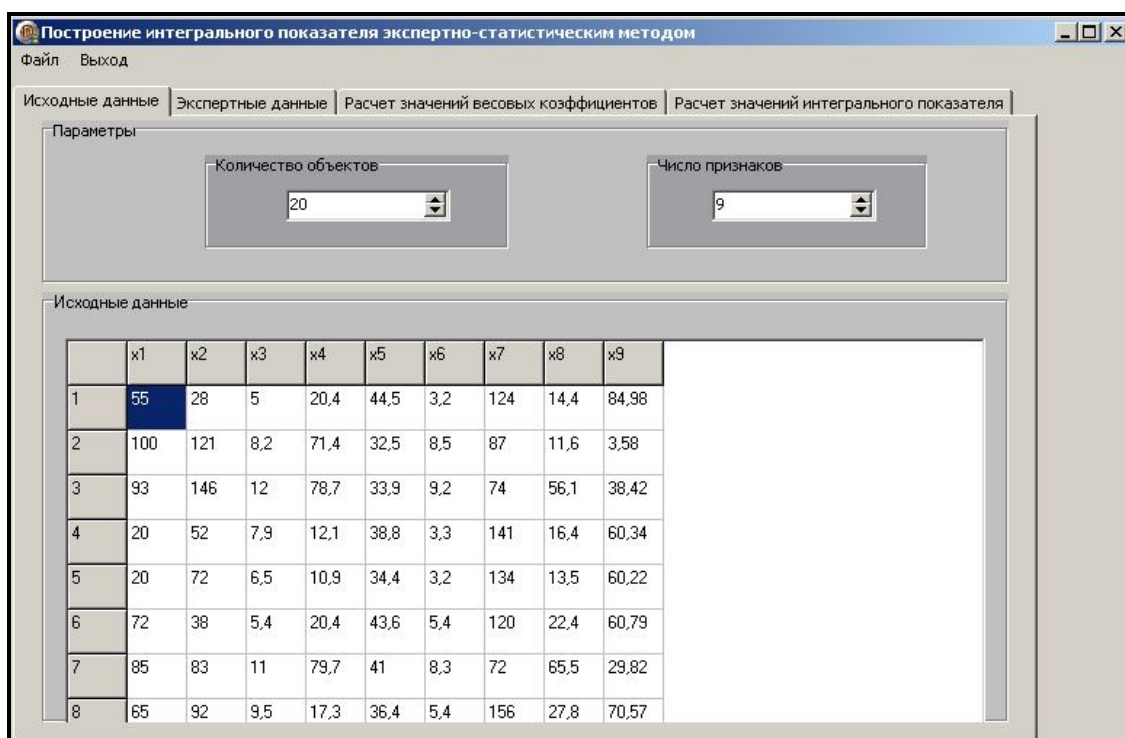 Построение интегрального показателя экспертно-статистическим методом
Файл Выход
Исходные данные Экспертные данные Расчет значений весовых коэффициентов Расчет значений интегрального показателя
Параметры
Количество объектов Число признаков
20 9
Исходные данные
x1 x2 x3 x4 x5 x6 x7 x8 x9
1 55 28 5 20,4 44,5 3,2 124 14,4 84,98
2 100 121 8,2 71,4 32,5 8,5 87 11,6 3,58
3 93 146 12 78,7 33,9 9,2 74 56,1 38,42
4 20 52 7,9 12,1 38,8 3,3 141 16,4 60,34
5 20 72 6,5 10,9 34,4 3,2 134 13,5 60,22
6 72 38 5,4 20,4 43,6 5,4 120 22,4 60,79
7 85 83 11 79,7 41 8,3 72 65,5 29,82
8 65 92 9,5 17,3 36,4 5,4 156 27,8 70,57